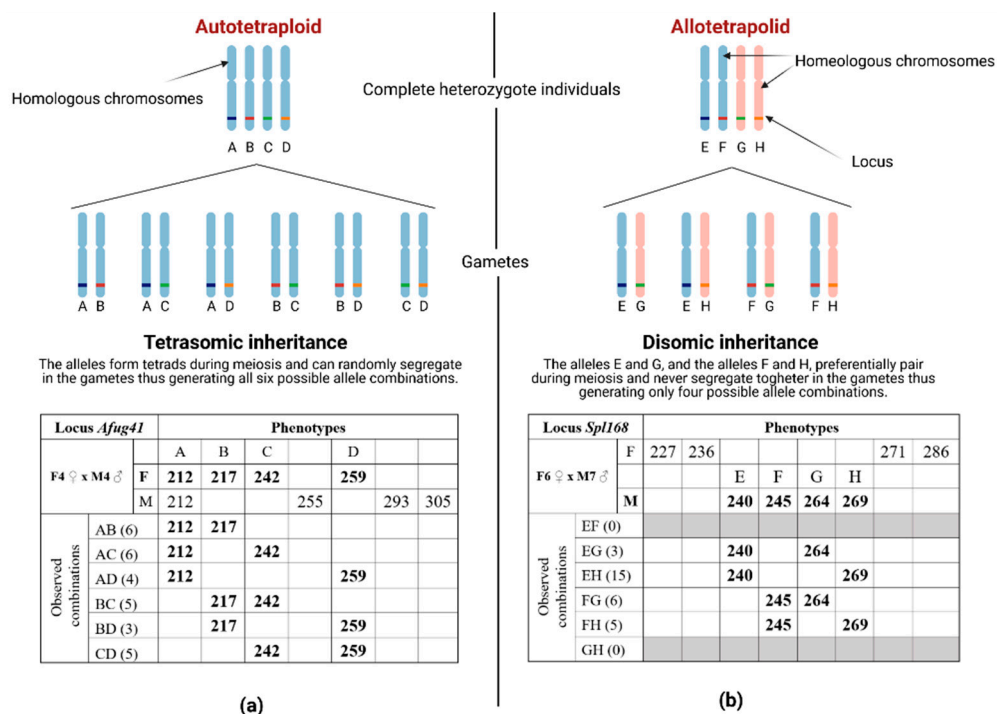 Autotetraploid
Homologous chromosomes
A B C D
Complete heterozygote individuals
Allotetrapolid
Homeologous chromosomes
E F G H
Locus
Gametes
A B A C A D B C B D C D
E G E H F G F H
Tetrasomic inheritance
The alleles form tetrads during meiosis and can randomly segregate
in the gametes thus generating all six possible allele combinations.
Locus Afug41 Phenotypes
A B C D
F4 ♀ x M4 ♂ F 212 217 242 259
M 212 255 293 305
Observed combinations
AB (6) 212 217
AC (6) 212 242
AD (4) 212 259
BC (5) 217 242
BD (3) 217 259
CD (5) 242 259
(a)
Disomic inheritance
The alleles E and G, and the alleles F and H, preferentially pair
during meiosis and never segregate togheter in the gametes thus
generating only four possible allele combinations.
Locus Spl168 Phenotypes
F 227 236 271 286
F6 ♀ x M7 ♂ E F G H
M 240 245 264 269
Observed combinations
EF (0)
EG (3) 240 264
EH (15) 240 269
FG (6) 245 264
FH (5) 245 269
GH (0)
(b)